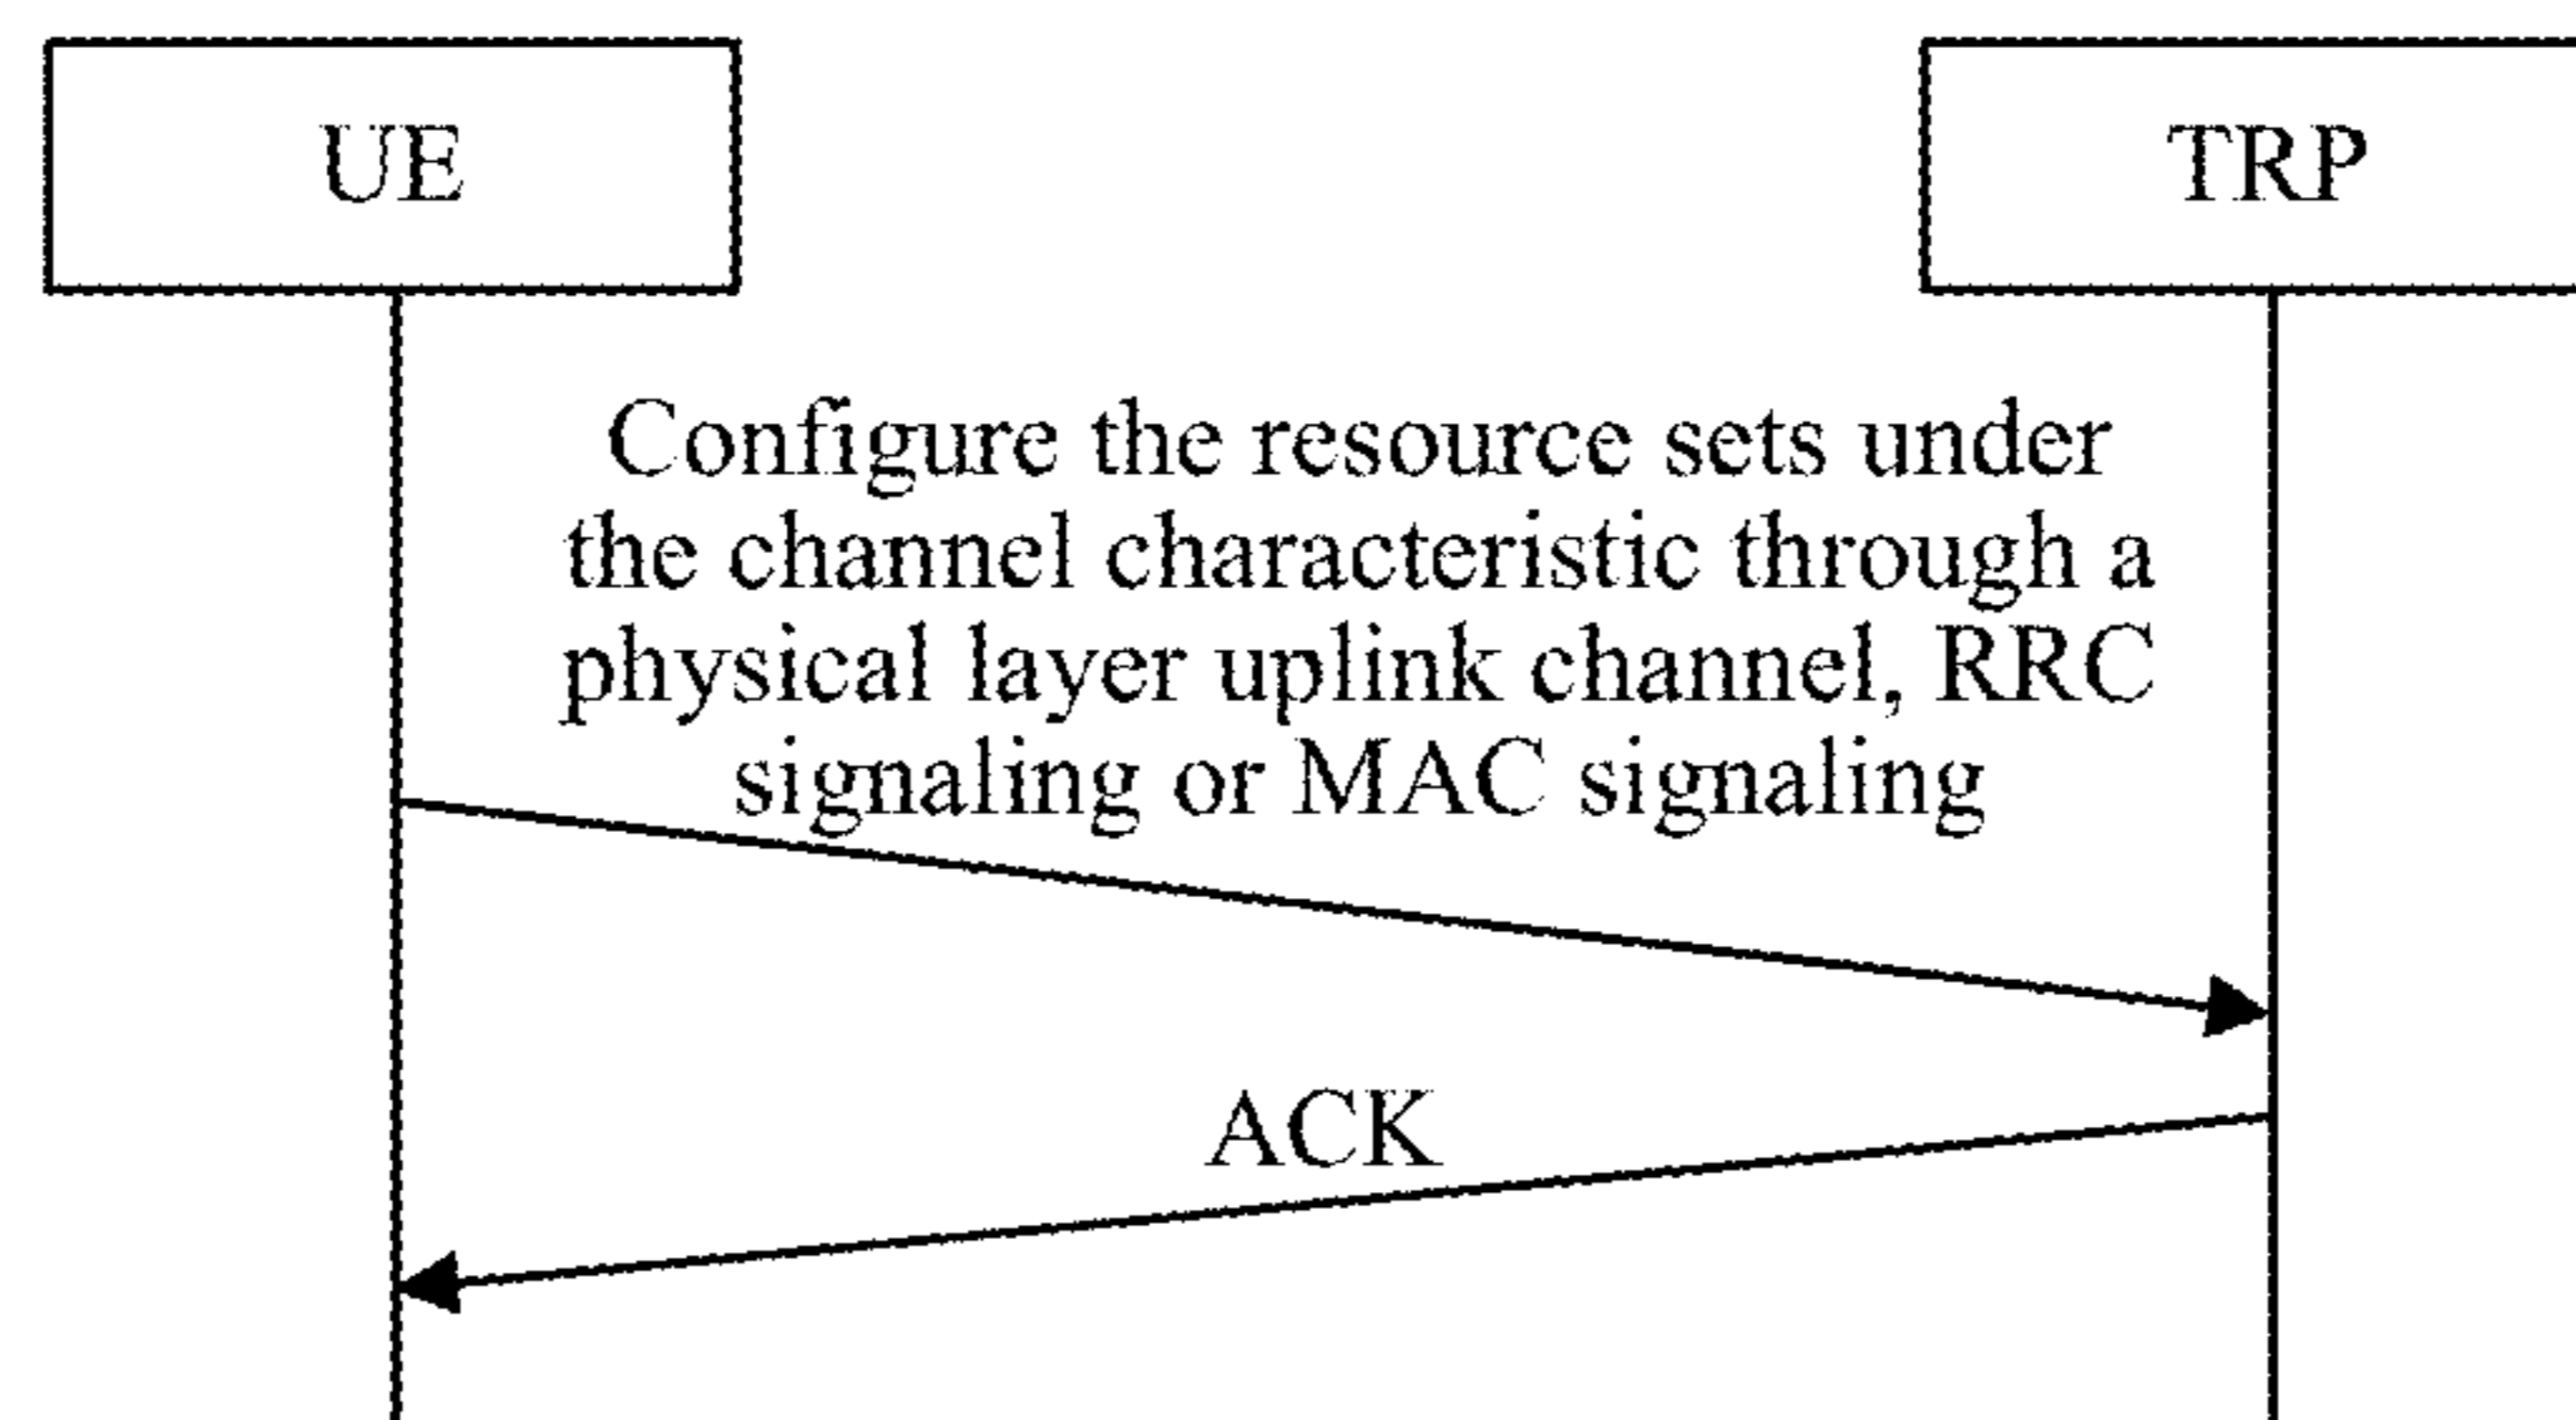 UE
TRP
Configure the resource sets under
the channel characteristic through a
physical layer uplink channel, RRC
signaling or MAC signaling
ACK